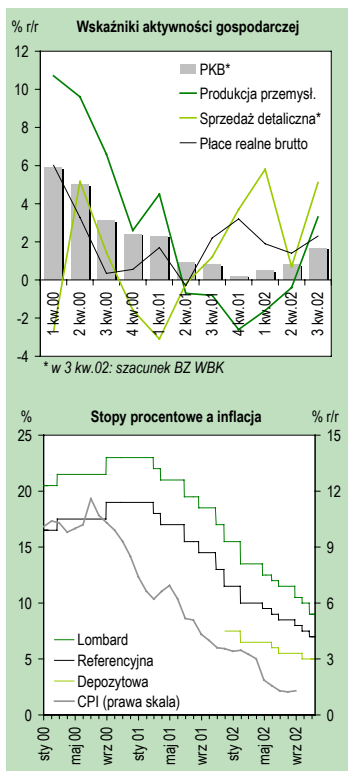 % r/r Wskaźniki aktywności gospodarczej
12
10
8
6
4
2
0
-2
-4
PKB*
Produkcja przemysł.
Sprzedaż detaliczna*
Płace realne brutto
1 kw.00
2 kw.00
3 kw.00
4 kw.00
1 kw.01
2 kw.01
3 kw.01
4 kw.01
1 kw.02
2 kw.02
3 kw.02
* w 3 kw.02: szacunek BZ WBK
% Stopy procentowe a inflacja % r/r
25
20
15
10
5
0
15
12
9
6
3
0
Lombard
Referencyjna
Depozytowa
CPI (prawa skala)
sty 00
maj 00
wrz 00
sty 01
maj 01
wrz 01
sty 02
maj 02
wrz 02